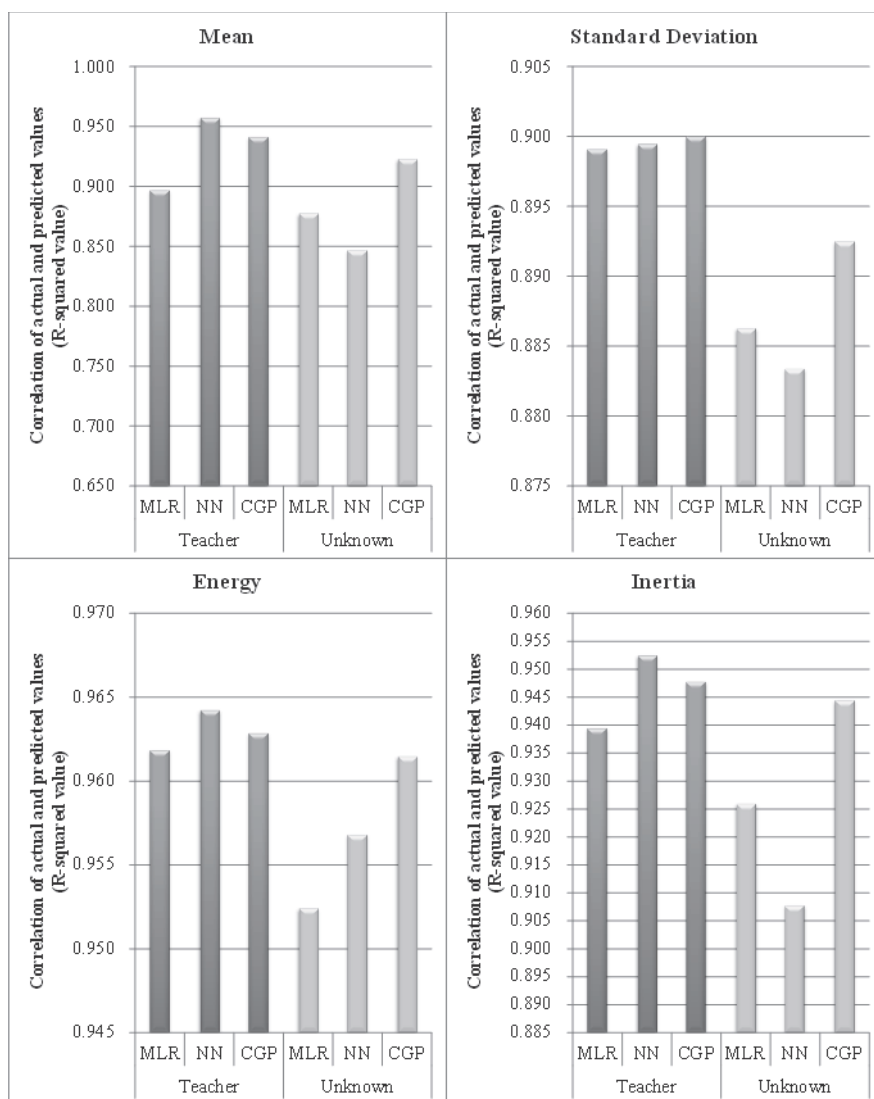 Mean
Correlation of actual and predicted values
(R-squared value)
1.000
0.950
0.900
0.850
0.800
0.750
0.700
0.650
MLR NN CGP MLR NN CGP
Teacher Unknown
Standard Deviation
Correlation of actual and predicted values
(R-squared value)
0.905
0.900
0.895
0.890
0.885
0.880
0.875
MLR NN CGP MLR NN CGP
Teacher Unknown
Energy
Correlation of actual and predicted values
(R-squared value)
0.970
0.965
0.960
0.955
0.950
0.945
MLR NN CGP MLR NN CGP
Teacher Unknown
Inertia
Correlation of actual and predicted values
(R-squared value)
0.960
0.955
0.950
0.945
0.940
0.935
0.930
0.925
0.920
0.915
0.910
0.905
0.900
0.895
0.890
0.885
MLR NN CGP MLR NN CGP
Teacher Unknown